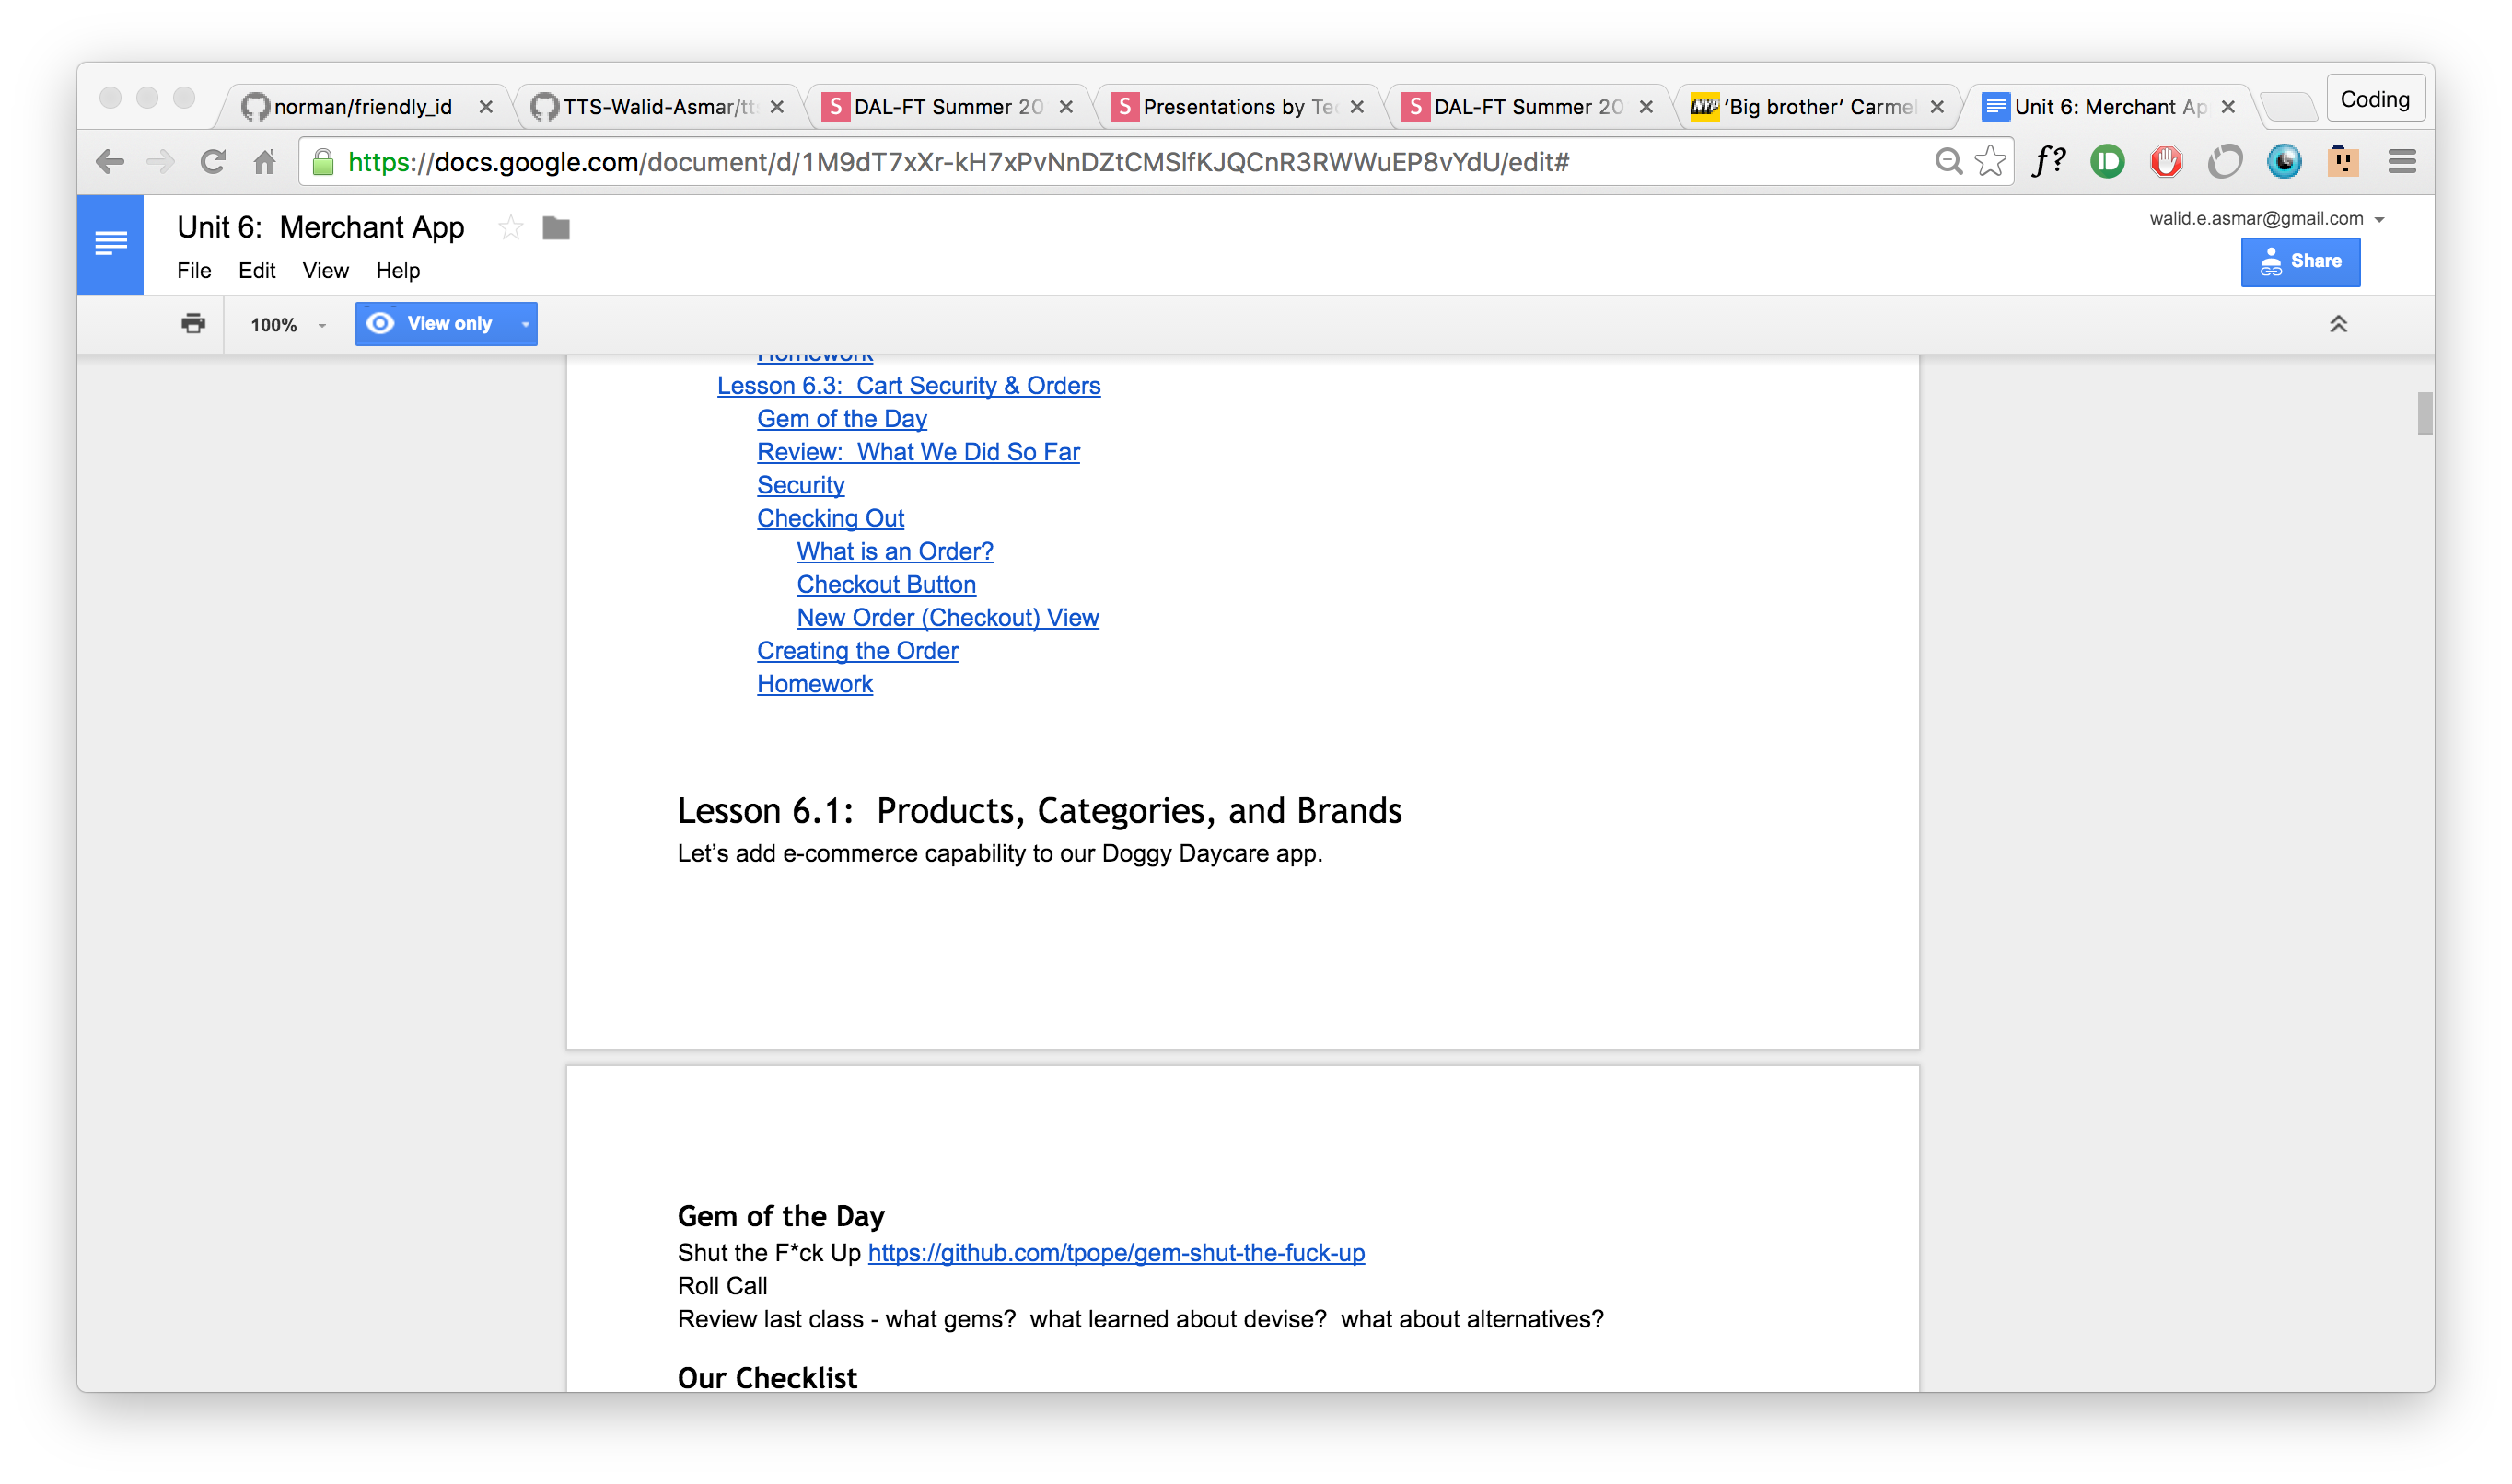 norman/friendly_id
TTS-Walid-Asmar/tts
DAL-FT Summer 20
Presentations by Tec
DAL-FT Summer 20
'Big brother' Carmel
Unit 6: Merchant Ap
Coding
https://docs.google.com/document/d/1M9dT7xXr-kH7xPvNnDZtCMSlfKJQCnR3RWWuEP8vYdU/edit#
f?
Unit 6:  Merchant App
walid.e.asmar@gmail.com
File Edit View Help
Share
100%
View only
Homework
Lesson 6.3:  Cart Security & Orders
Gem of the Day
Review:  What We Did So Far
Security
Checking Out
What is an Order?
Checkout Button
New Order (Checkout) View
Creating the Order
Homework
Lesson 6.1:  Products, Categories, and Brands
Let's add e-commerce capability to our Doggy Daycare app.
Gem of the Day
Shut the F*ck Up https://github.com/tpope/gem-shut-the-fuck-up
Roll Call
Review last class - what gems?  what learned about devise?  what about alternatives?
Our Checklist